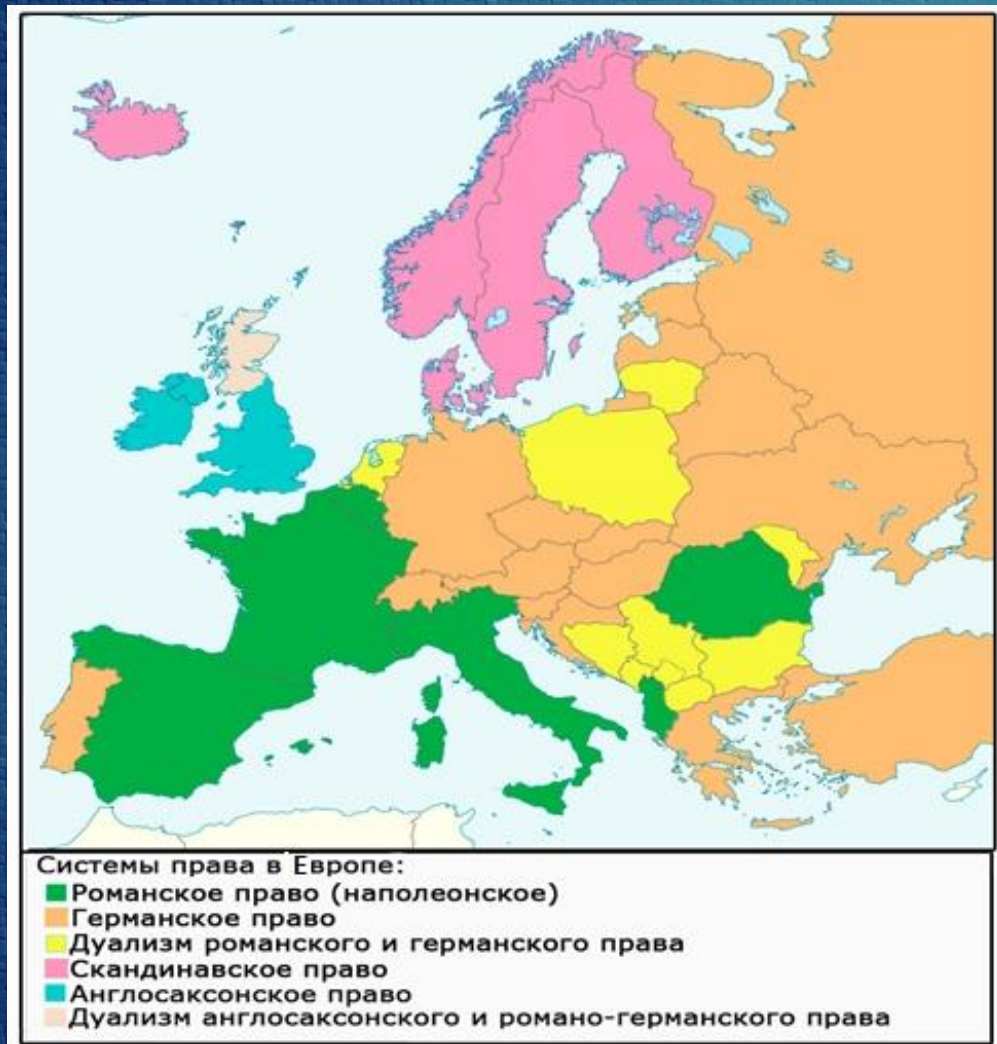 Системы права в Европе:
Романское право (наполеонское)
Германское право
Дуализм романского и германского права
Скандинавское право
Англосаксонское право
Дуализм англосаксонского и романо-германского права